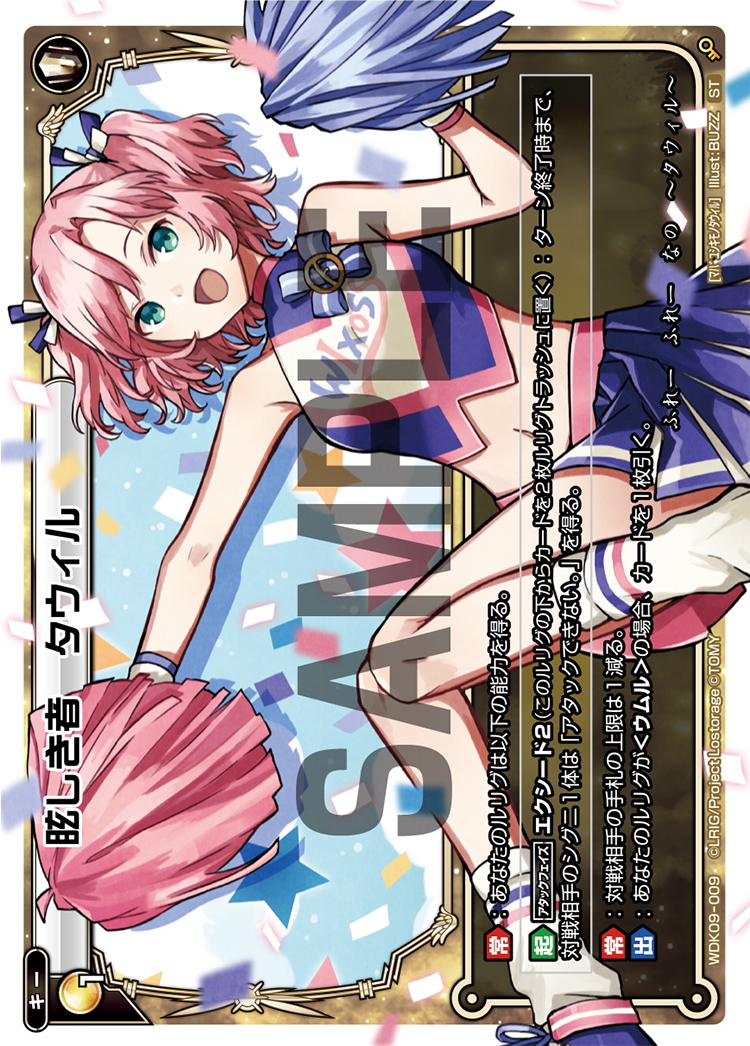 キー
1
眩しき者 タウィル
WIXOSS
SAMPLE
常：あなたのルリグは以下の能力を得る。
起 アタックフェイズ エクシード2（このルリグの下からカードを２枚ルリグトラッシュに置く）：ターン終了時まで、
対戦相手のシグニ１体は「アタックできない。」を得る。
常：対戦相手の手札の上限は１減る。
出：あなたのルリグが＜ウムル＞の場合、カードを１枚引く。
ふれー ふれー なの ～タウィル～
WDK09-009 ©LRIG/Project Lostorage ©TOMY
[マバユシキモノタウィル] Illust:BUZZ ST